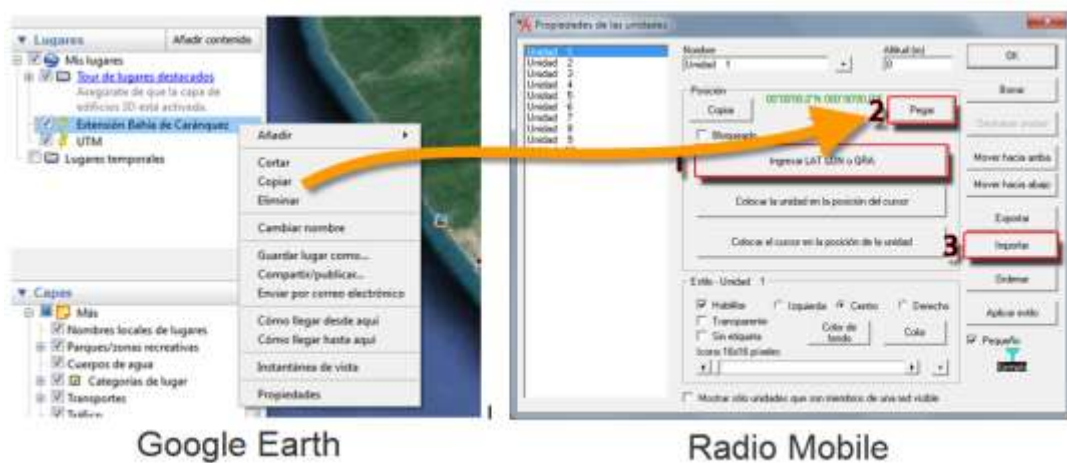 Lugares
Añadir contenido
Mis lugares
Tour de lugares destacados
Asegúrate de que la capa de
edificios 3D está activada.
Extensión Bahía de Caránquez
UTM
Lugares temporales
Añadir
Cortar
Copiar
Eliminar
Cambiar nombre
Guardar lugar como...
Compartir/publicar...
Enviar por correo electrónico
Cómo llegar desde aquí
Cómo llegar hasta aquí
Instantánea de vista
Propiedades
Capas
Más
Nombres locales de lugares
Parques/zonas recreativas
Cuerpos de agua
Categorías de lugar
Transportes
Tráfico
Google Earth
Propiedades de las unidades
Unidad 1
Unidad 2
Unidad 3
Unidad 4
Unidad 5
Unidad 6
Unidad 7
Unidad 8
Unidad 9
Nombre
Unidad 1
Altitud (m)
0
Posición
Copiar
2
Pegar
Bloqueado
1
Ingresar LAT LON o QRA
Colocar la unidad en la posición del cursor
Colocar el cursor en la posición de la unidad
Estilo - Unidad 1
Habilitar
Izquierda
Centro
Derecho
Transparente
Sin etiqueta
Color de
fondo
Color
Icono 16x16 pixeles
Mostrar sólo unidades que son miembros de una red visible
OK
Borrar
Mover hacia arriba
Mover hacia abajo
Exportar
3
Importar
Ordenar
Aplicar estilo
Pequeño
Radio Mobile